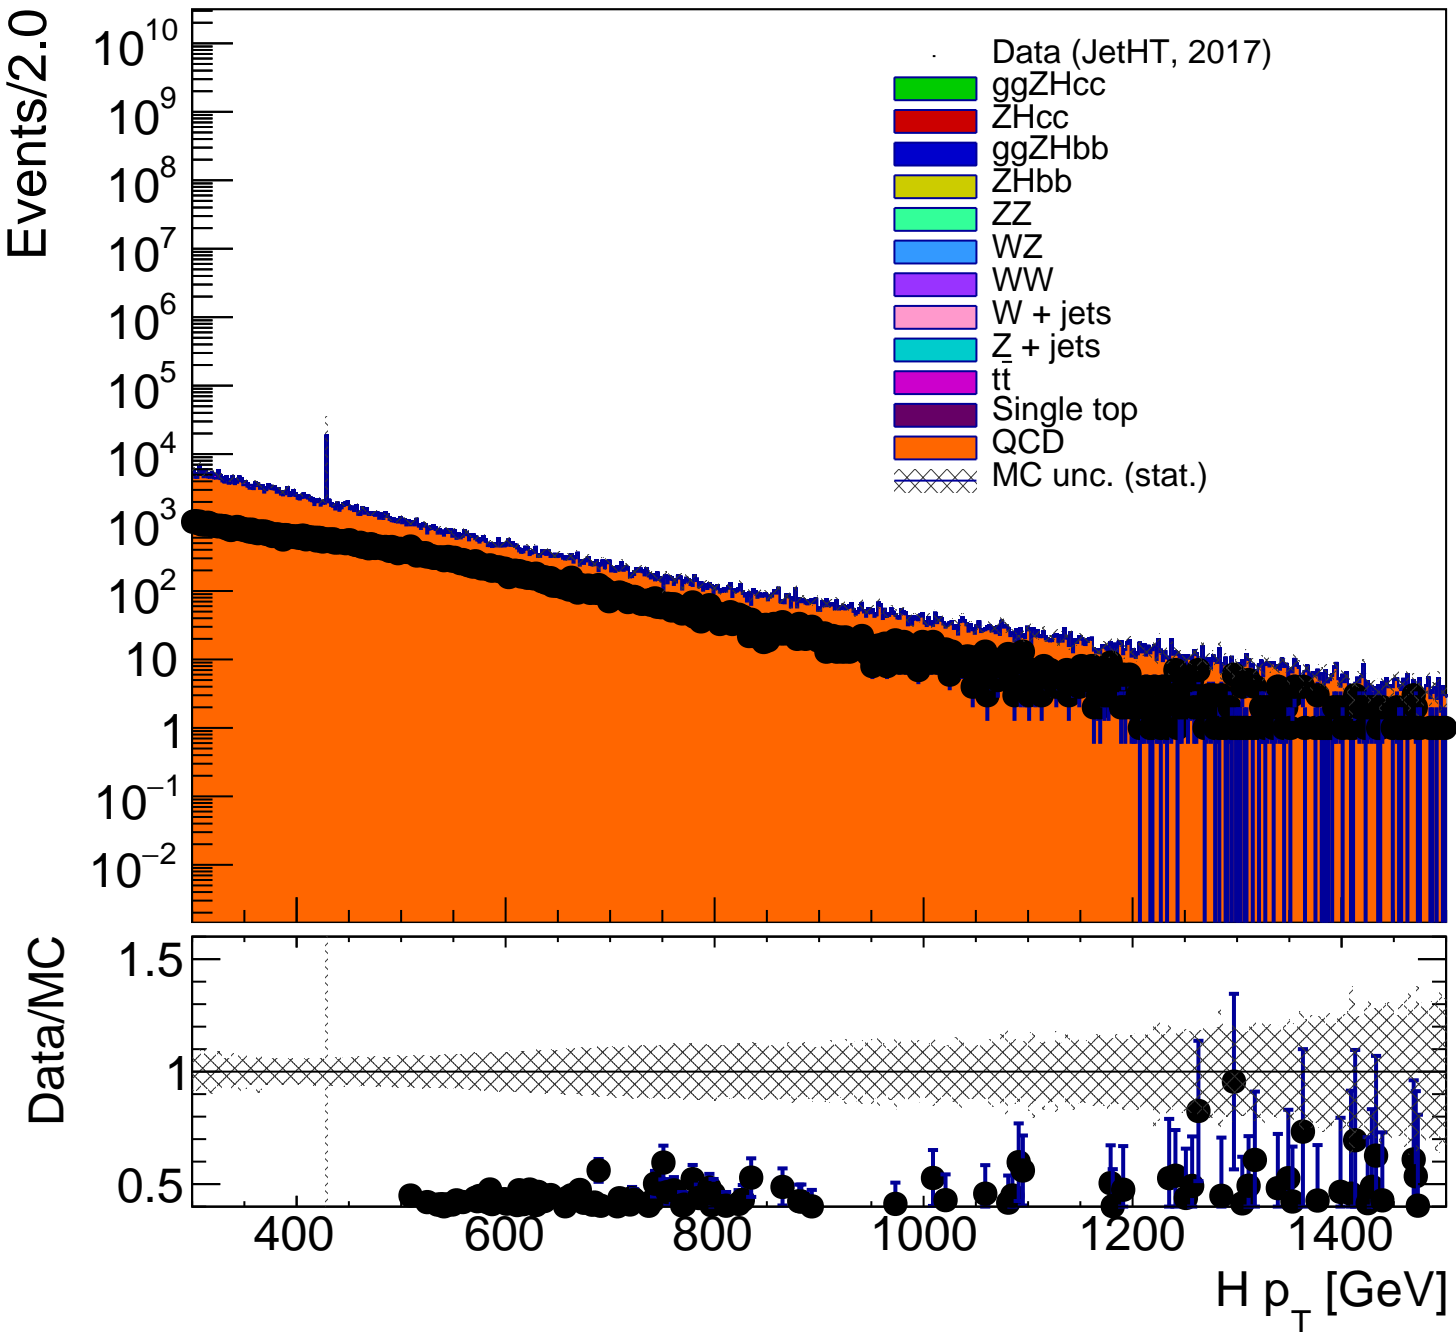 Events/2.0
10^10
10^9
10^8
10^7
10^6
10^5
10^4
10^3
10^2
10
1
10^−1
10^−2
Data (JetHT, 2017)
ggZHcc
ZHcc
ggZHbb
ZHbb
ZZ
WZ
WW
W + jets
Z + jets
tt̄
Single top
QCD
MC unc. (stat.)
Data/MC
1.5
1
0.5
400 600 800 1000 1200 1400
H p_T [GeV]